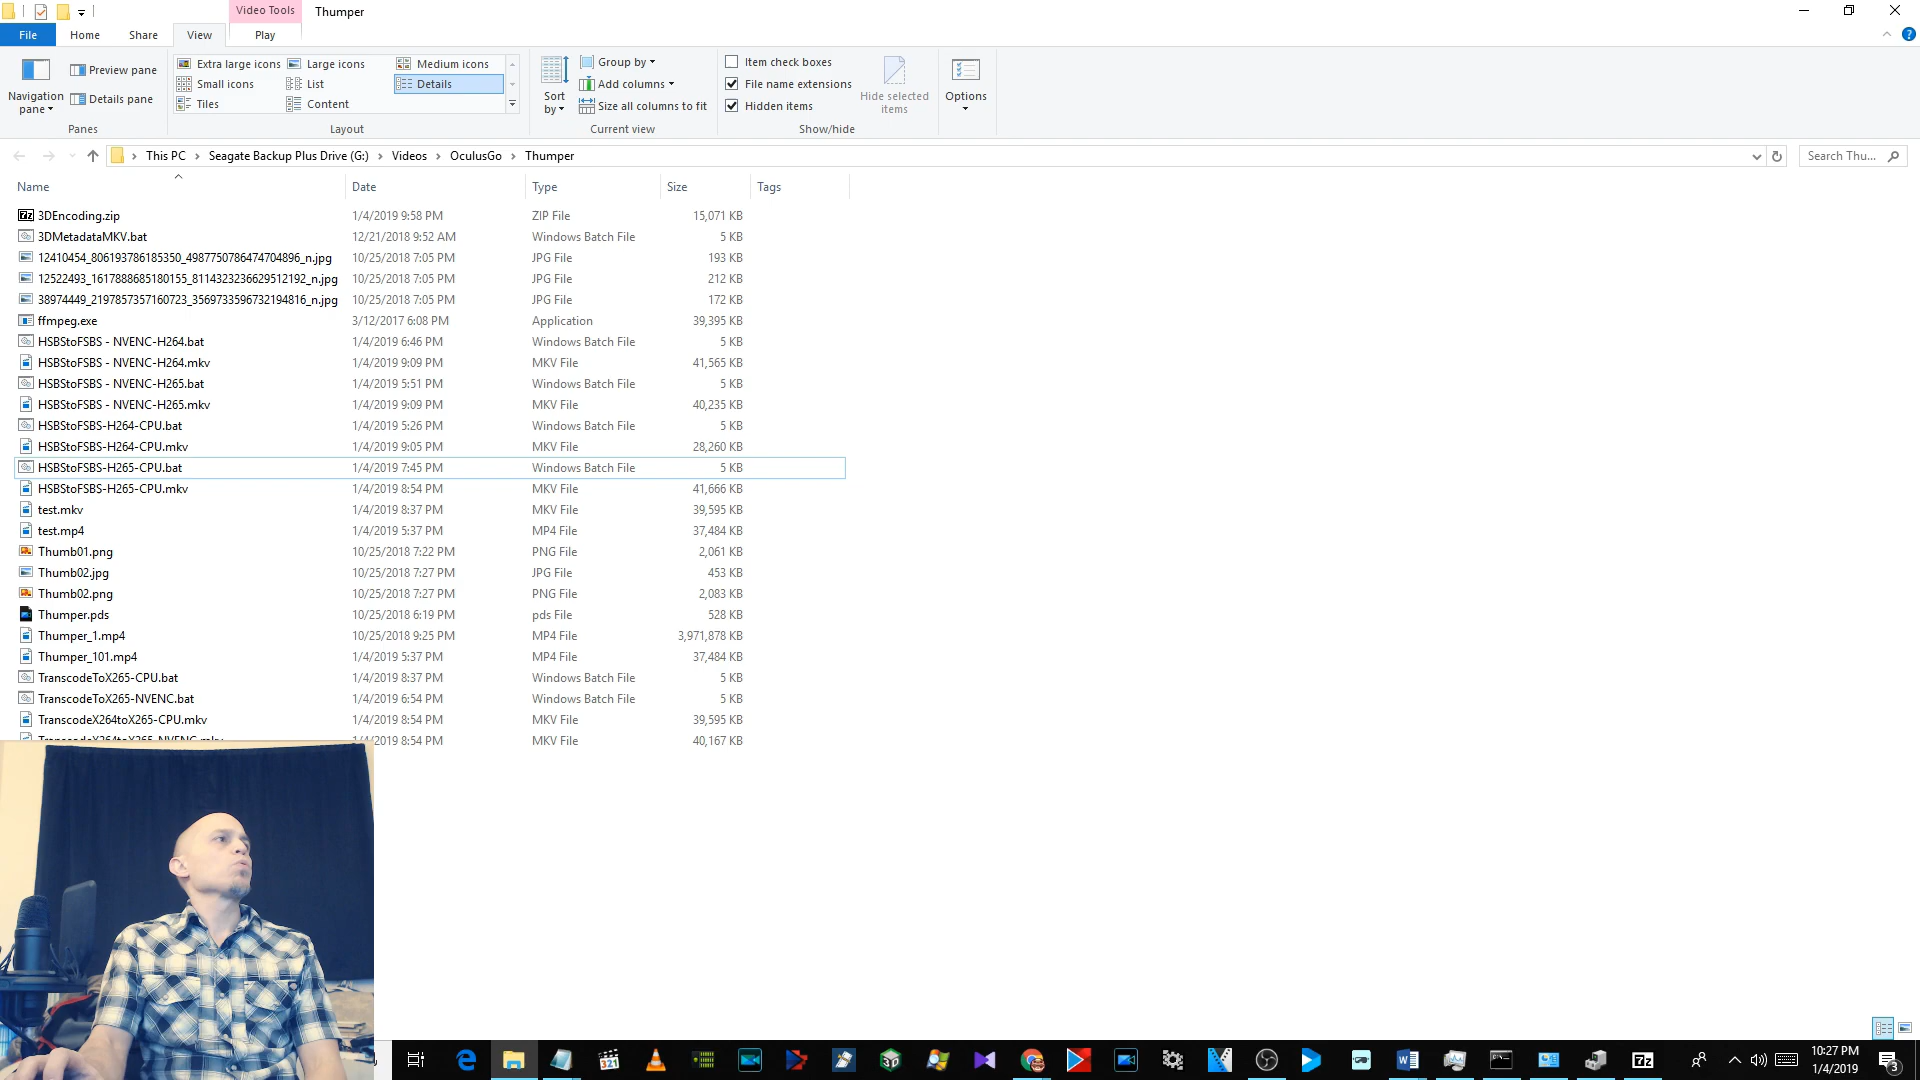 Video Tools
Thumper
File
Home
Share
View
Play
Navigation pane
Preview pane
Details pane
Panes
Extra large icons
Large icons
Medium icons
Small icons
List
Details
Tiles
Content
Layout
Sort by
Group by
Add columns
Size all columns to fit
Current view
Item check boxes
File name extensions
Hidden items
Hide selected items
Show/hide
Options
This PC > Seagate Backup Plus Drive (G:) > Videos > OculusGo > Thumper
Search Thu...
Name Date Type Size Tags
3DEncoding.zip 1/4/2019 9:58 PM ZIP File 15,071 KB
3DMetadataMKV.bat 12/21/2018 9:52 AM Windows Batch File 5 KB
12410454_806193786185350_4987750786474704896_n.jpg 10/25/2018 7:05 PM JPG File 193 KB
12522493_1617888685180155_8114323236629512192_n.jpg 10/25/2018 7:05 PM JPG File 212 KB
38974449_2197857357160723_3569733596732194816_n.jpg 10/25/2018 7:05 PM JPG File 172 KB
ffmpeg.exe 3/12/2017 6:08 PM Application 39,395 KB
HSBStoFSBS - NVENC-H264.bat 1/4/2019 6:46 PM Windows Batch File 5 KB
HSBStoFSBS - NVENC-H264.mkv 1/4/2019 9:09 PM MKV File 41,565 KB
HSBStoFSBS - NVENC-H265.bat 1/4/2019 5:51 PM Windows Batch File 5 KB
HSBStoFSBS - NVENC-H265.mkv 1/4/2019 9:09 PM MKV File 40,235 KB
HSBStoFSBS-H264-CPU.bat 1/4/2019 5:26 PM Windows Batch File 5 KB
HSBStoFSBS-H264-CPU.mkv 1/4/2019 9:05 PM MKV File 28,260 KB
HSBStoFSBS-H265-CPU.bat 1/4/2019 7:45 PM Windows Batch File 5 KB
HSBStoFSBS-H265-CPU.mkv 1/4/2019 8:54 PM MKV File 41,666 KB
test.mkv 1/4/2019 8:37 PM MKV File 39,595 KB
test.mp4 1/4/2019 5:37 PM MP4 File 37,484 KB
Thumb01.png 10/25/2018 7:22 PM PNG File 2,061 KB
Thumb02.jpg 10/25/2018 7:27 PM JPG File 453 KB
Thumb02.png 10/25/2018 7:27 PM PNG File 2,083 KB
Thumper.pds 10/25/2018 6:19 PM pds File 528 KB
Thumper_1.mp4 10/25/2018 9:25 PM MP4 File 3,971,878 KB
Thumper_101.mp4 1/4/2019 5:37 PM MP4 File 37,484 KB
TranscodeToX265-CPU.bat 1/4/2019 8:37 PM Windows Batch File 5 KB
TranscodeToX265-NVENC.bat 1/4/2019 6:54 PM Windows Batch File 5 KB
TranscodeX264toX265-CPU.mkv 1/4/2019 8:54 PM MKV File 39,595 KB
TranscodeX264toX265-NVENC.mkv 1/4/2019 8:54 PM MKV File 40,167 KB
321
7z
10:27 PM
1/4/2019
3